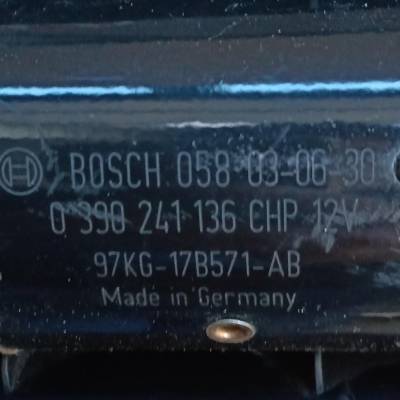 BOSCH 058 03-06-30
0 390 241 136 CHP 12V
97KG-17B571-AB
Made in Germany